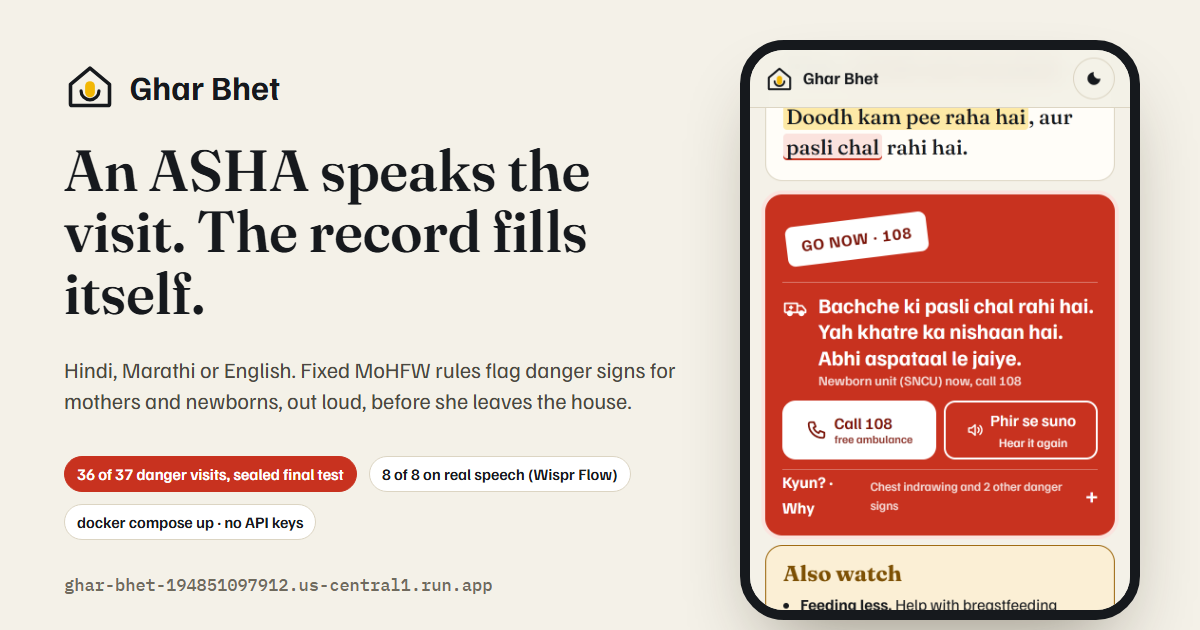 Ghar Bhet
An ASHA speaks the
visit. The record fills
itself.
Hindi, Marathi or English. Fixed MoHFW rules flag danger signs for
mothers and newborns, out loud, before she leaves the house.
36 of 37 danger visits, sealed final test
8 of 8 on real speech (Wispr Flow)
docker compose up · no API keys
ghar-bhet-194851097912.us-central1.run.app
Ghar Bhet
Doodh kam pee raha hai, aur
pasli chal rahi hai.
GO NOW · 108
Bachche ki pasli chal rahi hai.
Yah khatre ka nishaan hai.
Abhi aspataal le jaiye.
Newborn unit (SNCU) now, call 108
Call 108
free ambulance
Phir se suno
Hear it again
Kyun? ·
Why
Chest indrawing and 2 other danger
signs
+
Also watch
• Feeding less. Help with breastfeeding